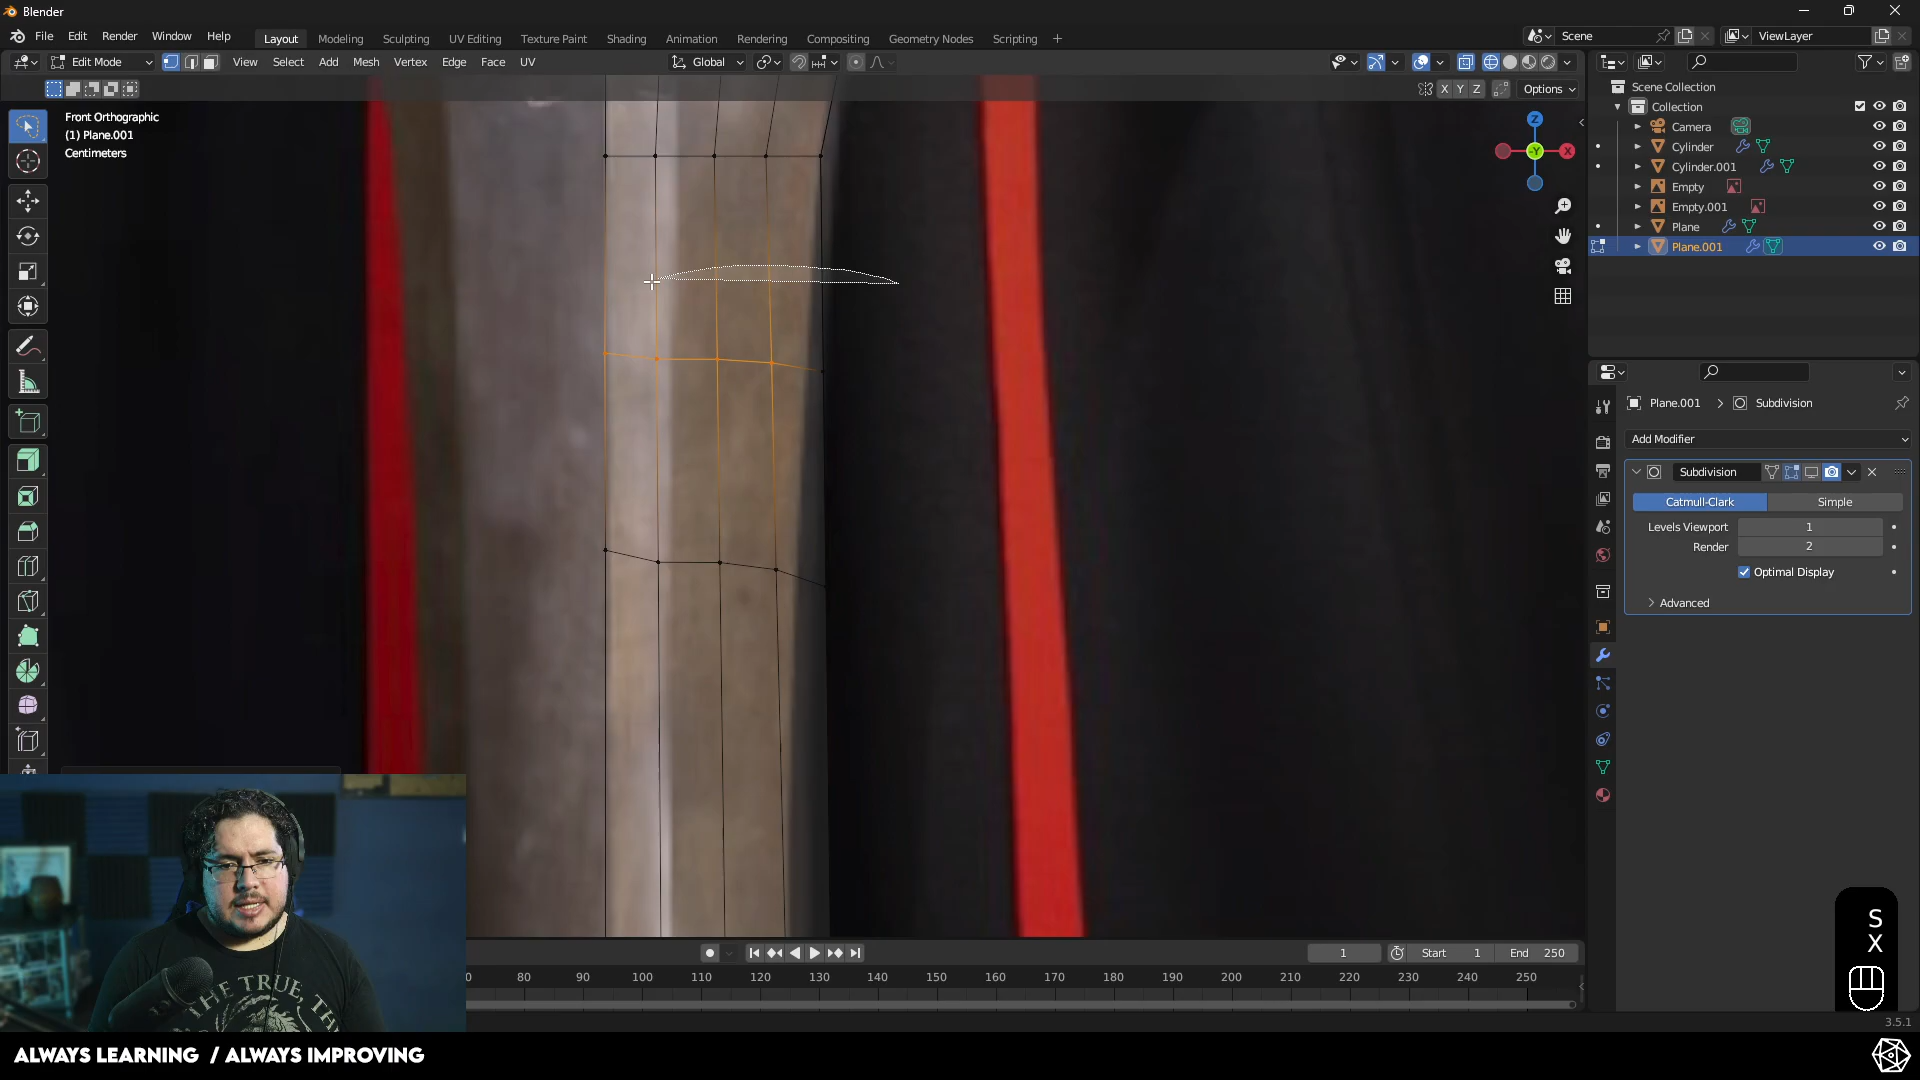 Blender
File Edit Render Window Help
Layout Modeling Sculpting UV Editing Texture Paint Shading Animation Rendering Compositing Geometry Nodes Scripting +
Scene
ViewLayer
Edit Mode View Select Add Mesh Vertex Edge Face UV
Global
X Y Z Options
Front Orthographic
(1) Plane.001
Centimeters
Z
-Y
X
Scene Collection
Collection
Camera
Cylinder
Cylinder.001
Empty
Empty.001
Plane
Plane.001
Plane.001 > Subdivision
Add Modifier
Subdivision
Catmull-Clark Simple
Levels Viewport 1
Render 2
Optimal Display
Advanced
S
X
1 Start 1 End 250
0 80 90 100 110 120 130 140 150 160 170 180 190 200 210 220 230 240 250
3.5.1
ALWAYS LEARNING / ALWAYS IMPROVING